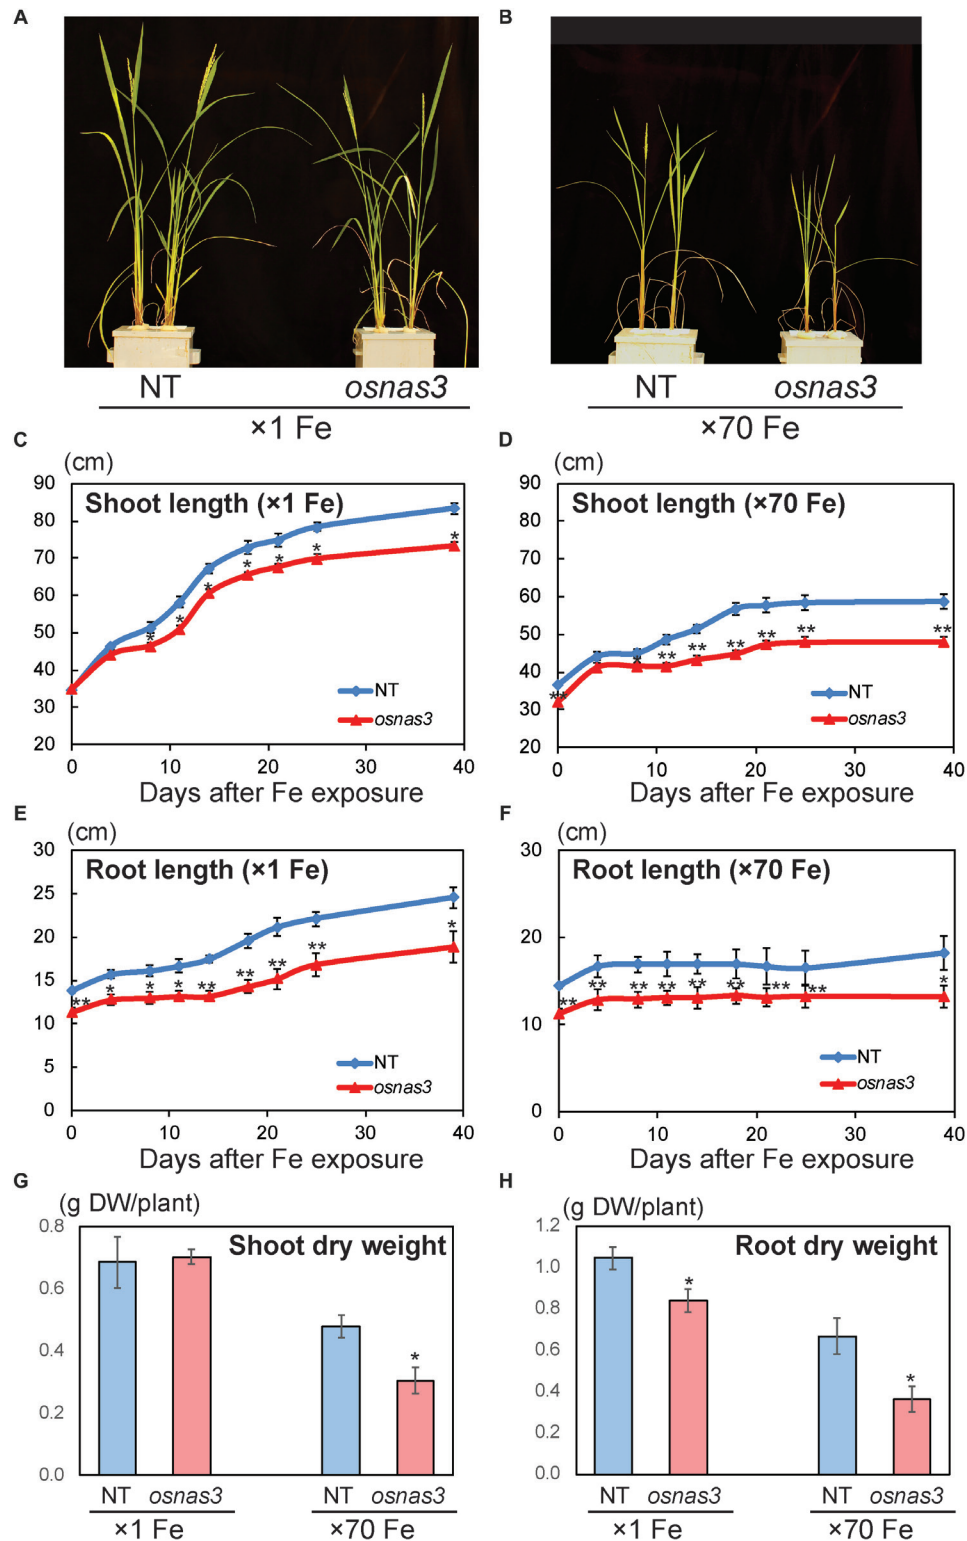 A
B
NT osnas3
×1 Fe
NT osnas3
×70 Fe
C
(cm)
Shoot length (×1 Fe)
90
80
70
60
50
40
30
20
* * * * * * * *
NT
osnas3
0 10 20 30 40
Days after Fe exposure
D
(cm)
Shoot length (×70 Fe)
90
80
70
60
50
40
30
20
** * ** ** ** ** ** **
NT
osnas3
0 10 20 30 40
Days after Fe exposure
E
(cm)
Root length (×1 Fe)
30
25
20
15
10
5
0
** * * * ** ** ** ** *
NT
osnas3
0 10 20 30 40
Days after Fe exposure
F
(cm)
Root length (×70 Fe)
30
20
10
0
** ** ** ** ** ** ** ** *
NT
osnas3
0 10 20 30 40
Days after Fe exposure
G
(g DW/plant)
Shoot dry weight
0.8
0.6
0.4
0.2
0.0
*
NT osnas3 NT osnas3
×1 Fe ×70 Fe
H
(g DW/plant)
Root dry weight
1.2
1.0
0.8
0.6
0.4
0.2
0.0
* *
NT osnas3 NT osnas3
×1 Fe ×70 Fe